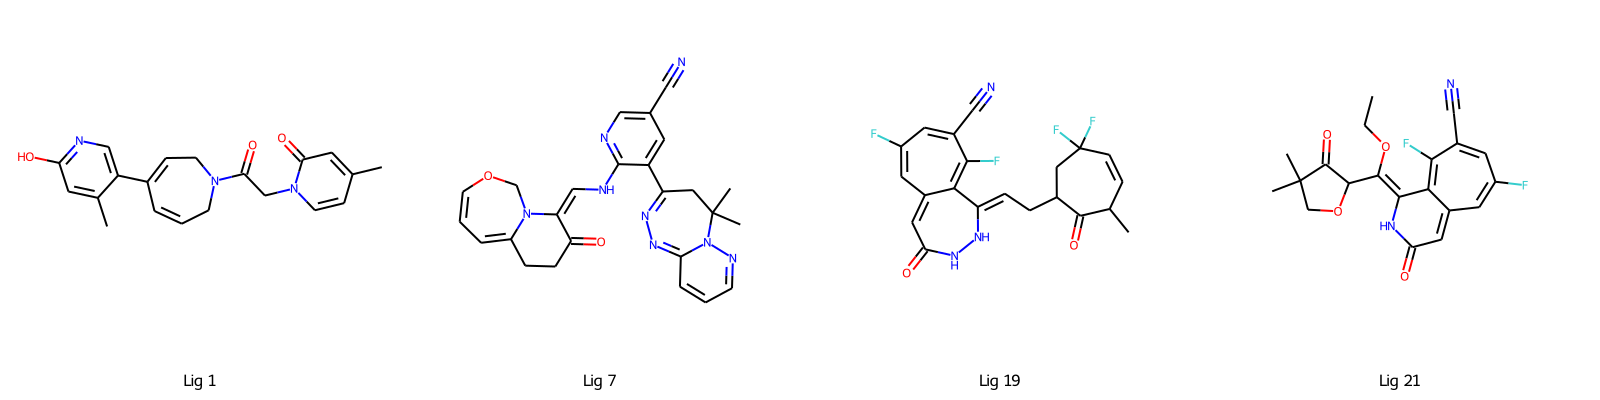 N N
N F F F N O
F O F
HO N O O N N O F
N N O N NH N N O HN
O N N NH O
O N H O
Lig 1 Lig 7 Lig 19 Lig 21